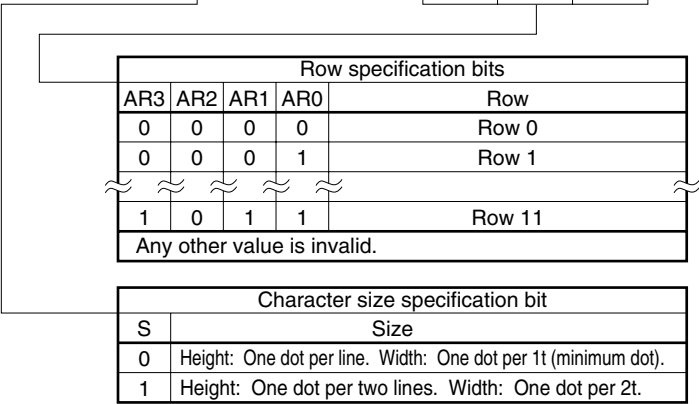 Row specification bits
AR3 AR2 AR1 AR0 Row
0 0 0 0 Row 0
0 0 0 1 Row 1
1 0 1 1 Row 11
Any other value is invalid.
Character size specification bit
S Size
0 Height: One dot per line. Width: One dot per 1t (minimum dot).
1 Height: One dot per two lines. Width: One dot per 2t.